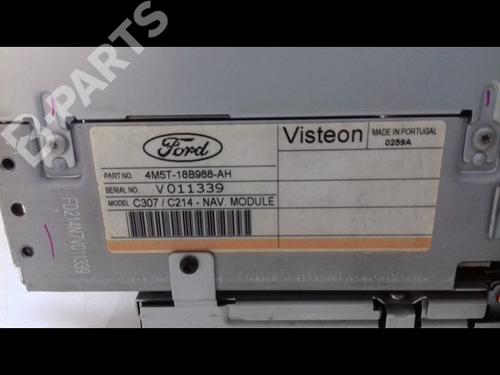 B-PARTS
Ford
Visteon
MADE IN PORTUGAL
0259A
PART NO. 4M5T-18B988-AH
SERIAL NO. V011339
MODEL C307 / C214 - NAV. MODULE
FD214N7V011339